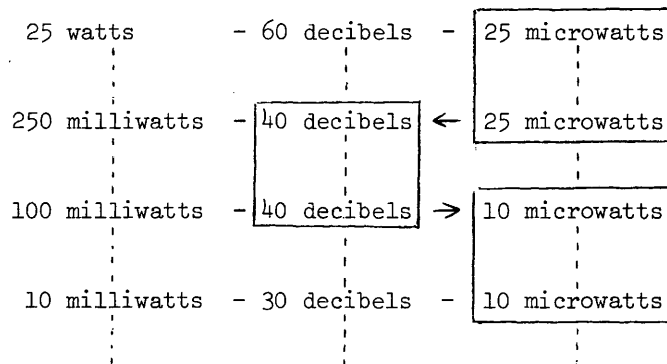 25 watts - 60 decibels - 25 microwatts
250 milliwatts - 40 decibels ← 25 microwatts
100 milliwatts - 40 decibels → 10 microwatts
10 milliwatts - 30 decibels - 10 microwatts